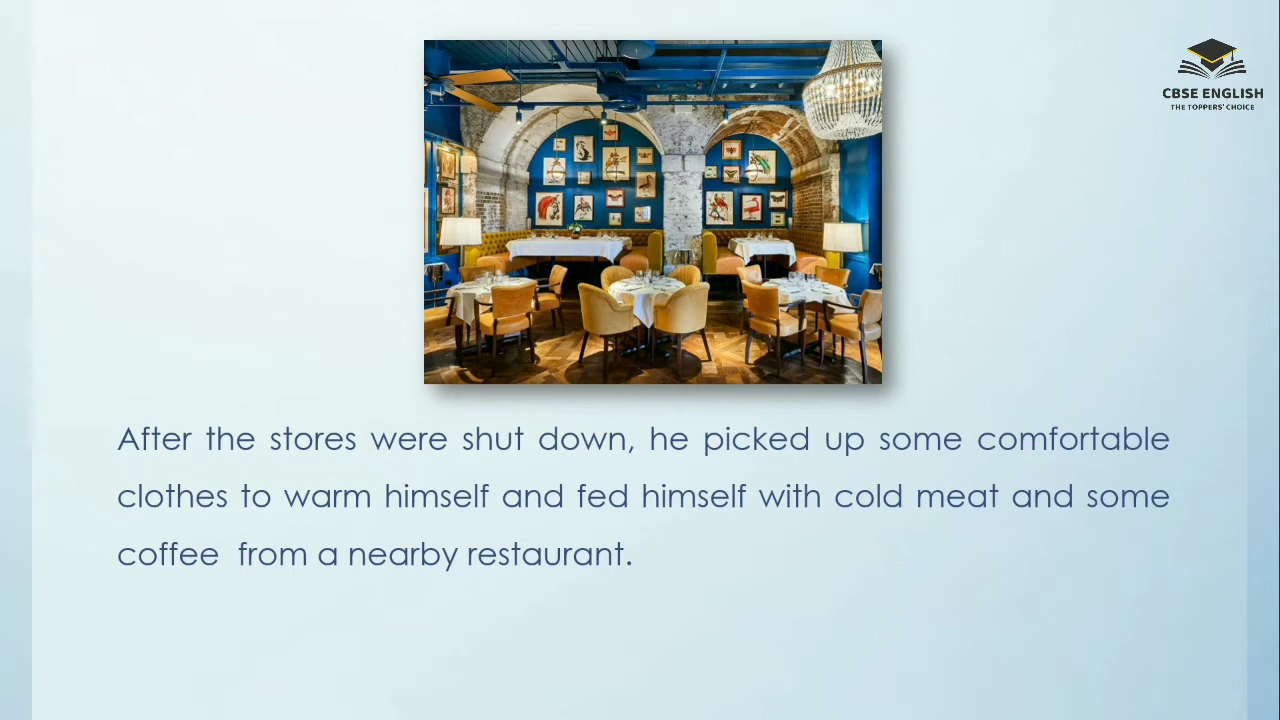 CBSE ENGLISH
THE TOPPERS' CHOICE
After the stores were shut down, he picked up some comfortable
clothes to warm himself and fed himself with cold meat and some
coffee from a nearby restaurant.